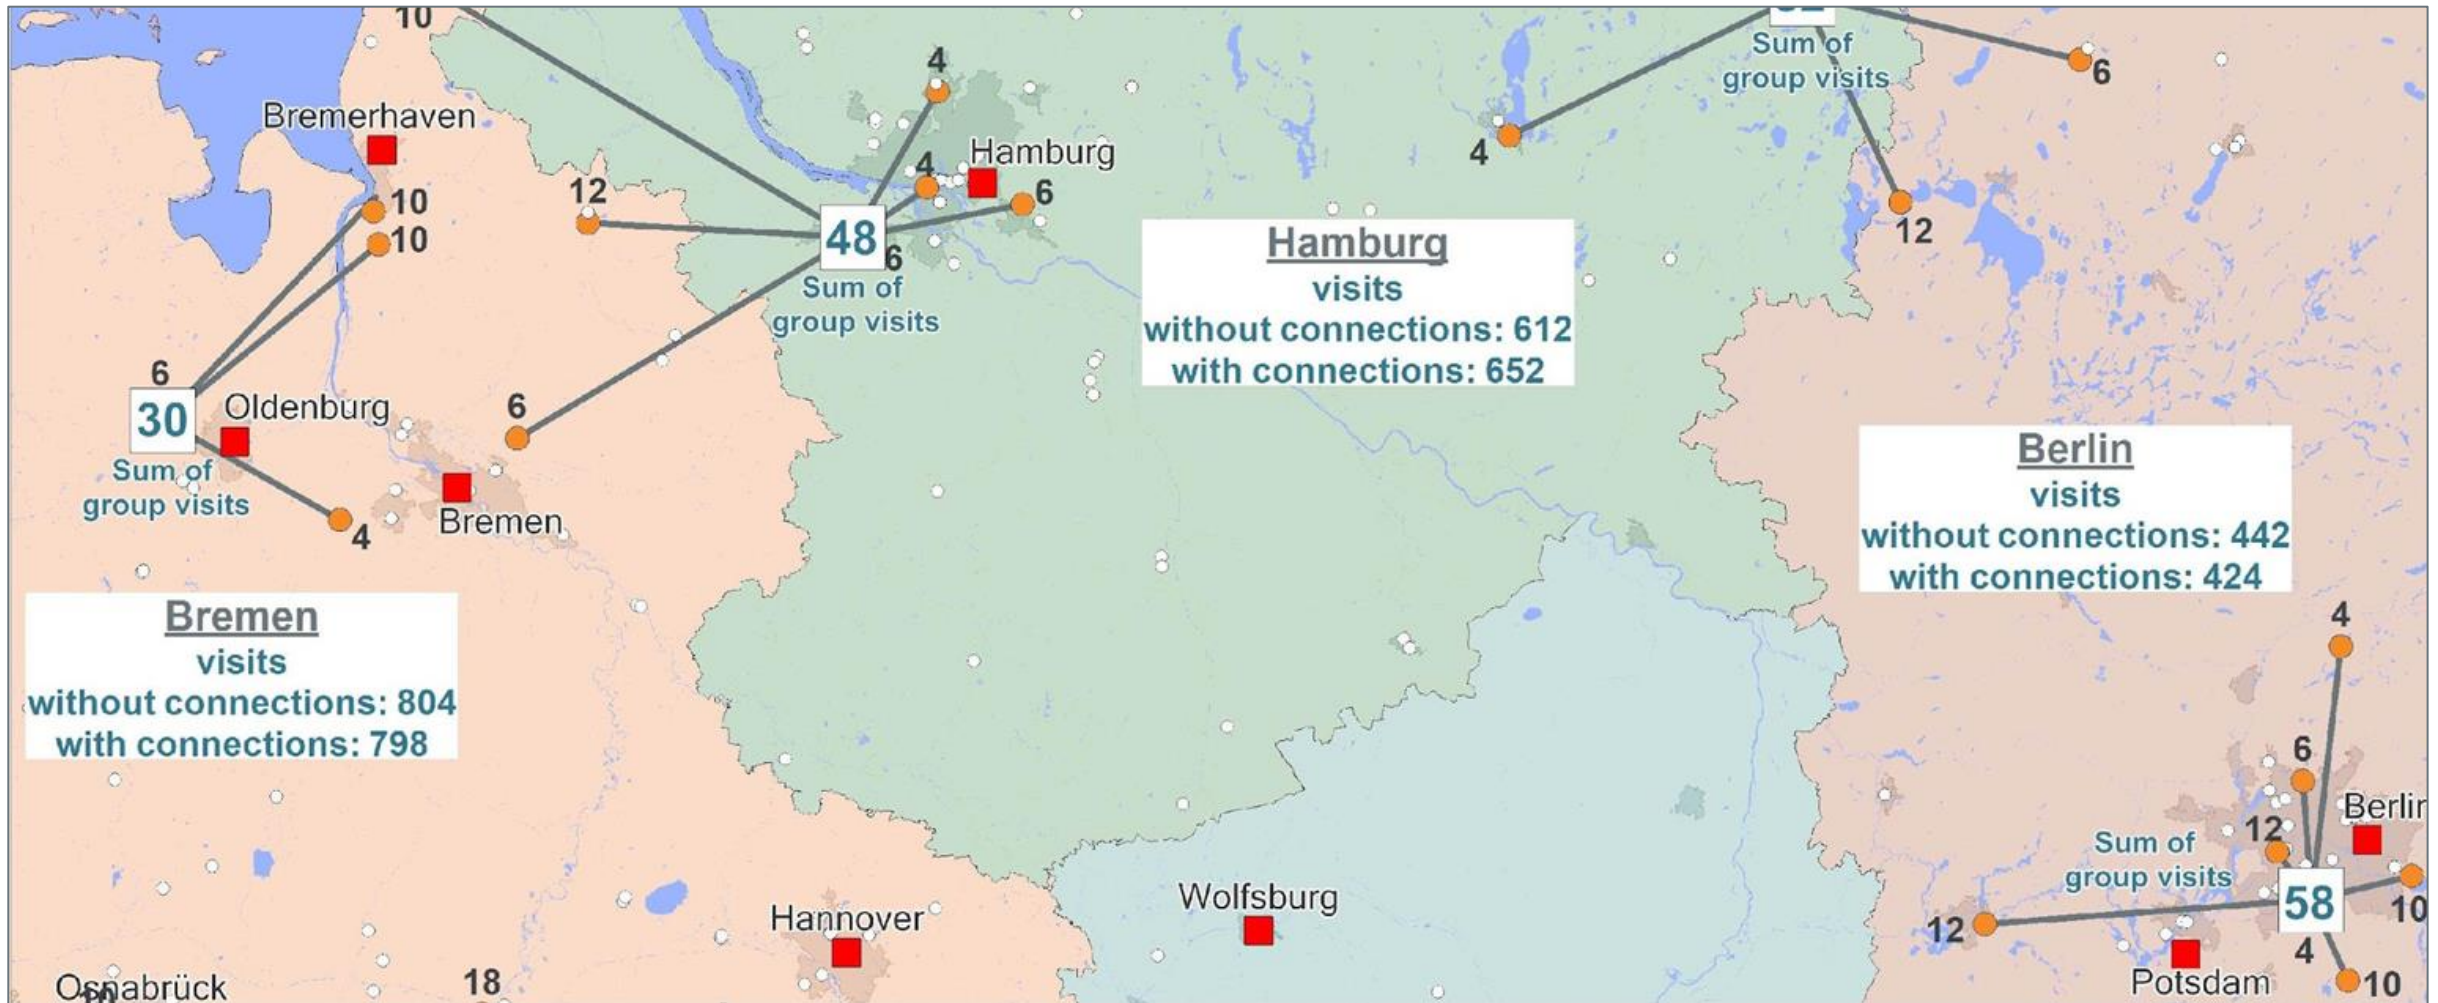 10
32
Sum of
group visits
4
6
Bremerhaven
Hamburg
4
4
12
10
6
12
10
48
6
Sum of
group visits
Hamburg
visits
without connections: 612
with connections: 652
6
30
Oldenburg
6
Sum of
group visits
Bremen
4
Berlin
visits
without connections: 442
with connections: 424
Bremen
visits
without connections: 804
with connections: 798
4
6
12
Berlin
Sum of
group visits
58
10
12
4
10
Potsdam
Wolfsburg
Hannover
Osnabrück
18